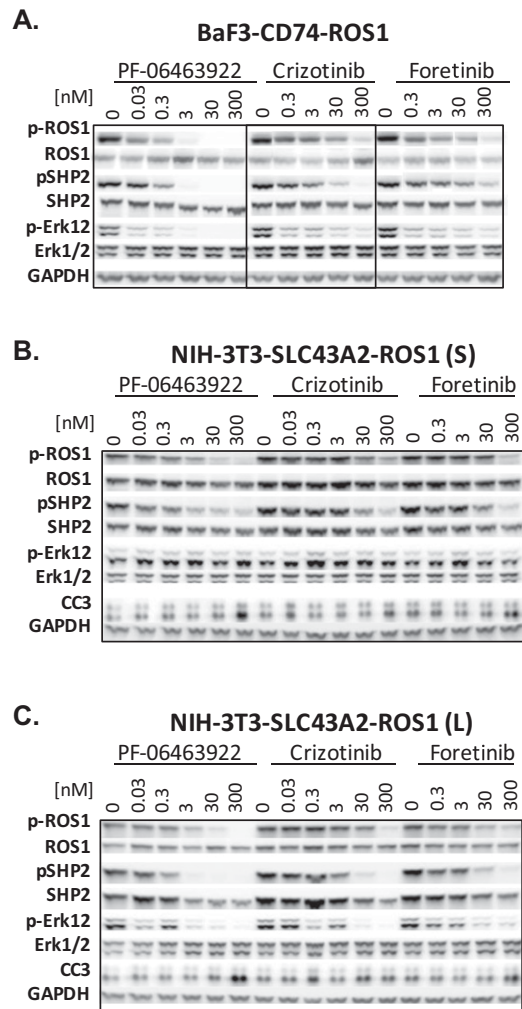 A.
BaF3-CD74-ROS1
PF-06463922 Crizotinib Foretinib
[nM] 0 0.03 0.3 3 30 300 0 0.3 3 30 300 0 0.3 3 30 300
p-ROS1
ROS1
pSHP2
SHP2
p-Erk12
Erk1/2
GAPDH
B.
NIH-3T3-SLC43A2-ROS1 (S)
PF-06463922 Crizotinib Foretinib
[nM] 0 0.03 0.3 3 30 300 0 0.03 0.3 3 30 300 0 0.3 3 30 300
p-ROS1
ROS1
pSHP2
SHP2
p-Erk12
Erk1/2
CC3
GAPDH
C.
NIH-3T3-SLC43A2-ROS1 (L)
PF-06463922 Crizotinib Foretinib
[nM] 0 0.03 0.3 3 30 300 0 0.03 0.3 3 30 300 0 0.3 3 30 300
p-ROS1
ROS1
pSHP2
SHP2
p-Erk12
Erk1/2
CC3
GAPDH